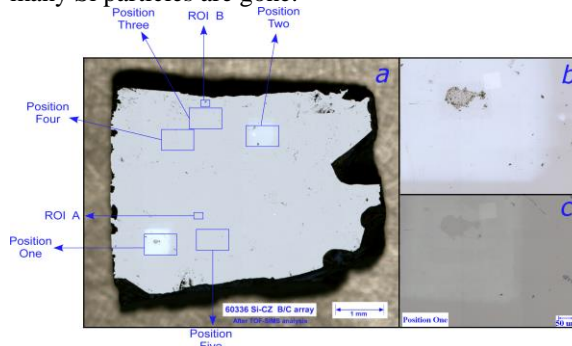 many Si particles are gone.
Position
Three
ROI B
Position
Two
a
b
Position
Four
ROI A
Position
One
c
60336 Si-CZ B/C array
After TOF-SIMS analysis
1 mm
Position One
50 µm
Position
Five